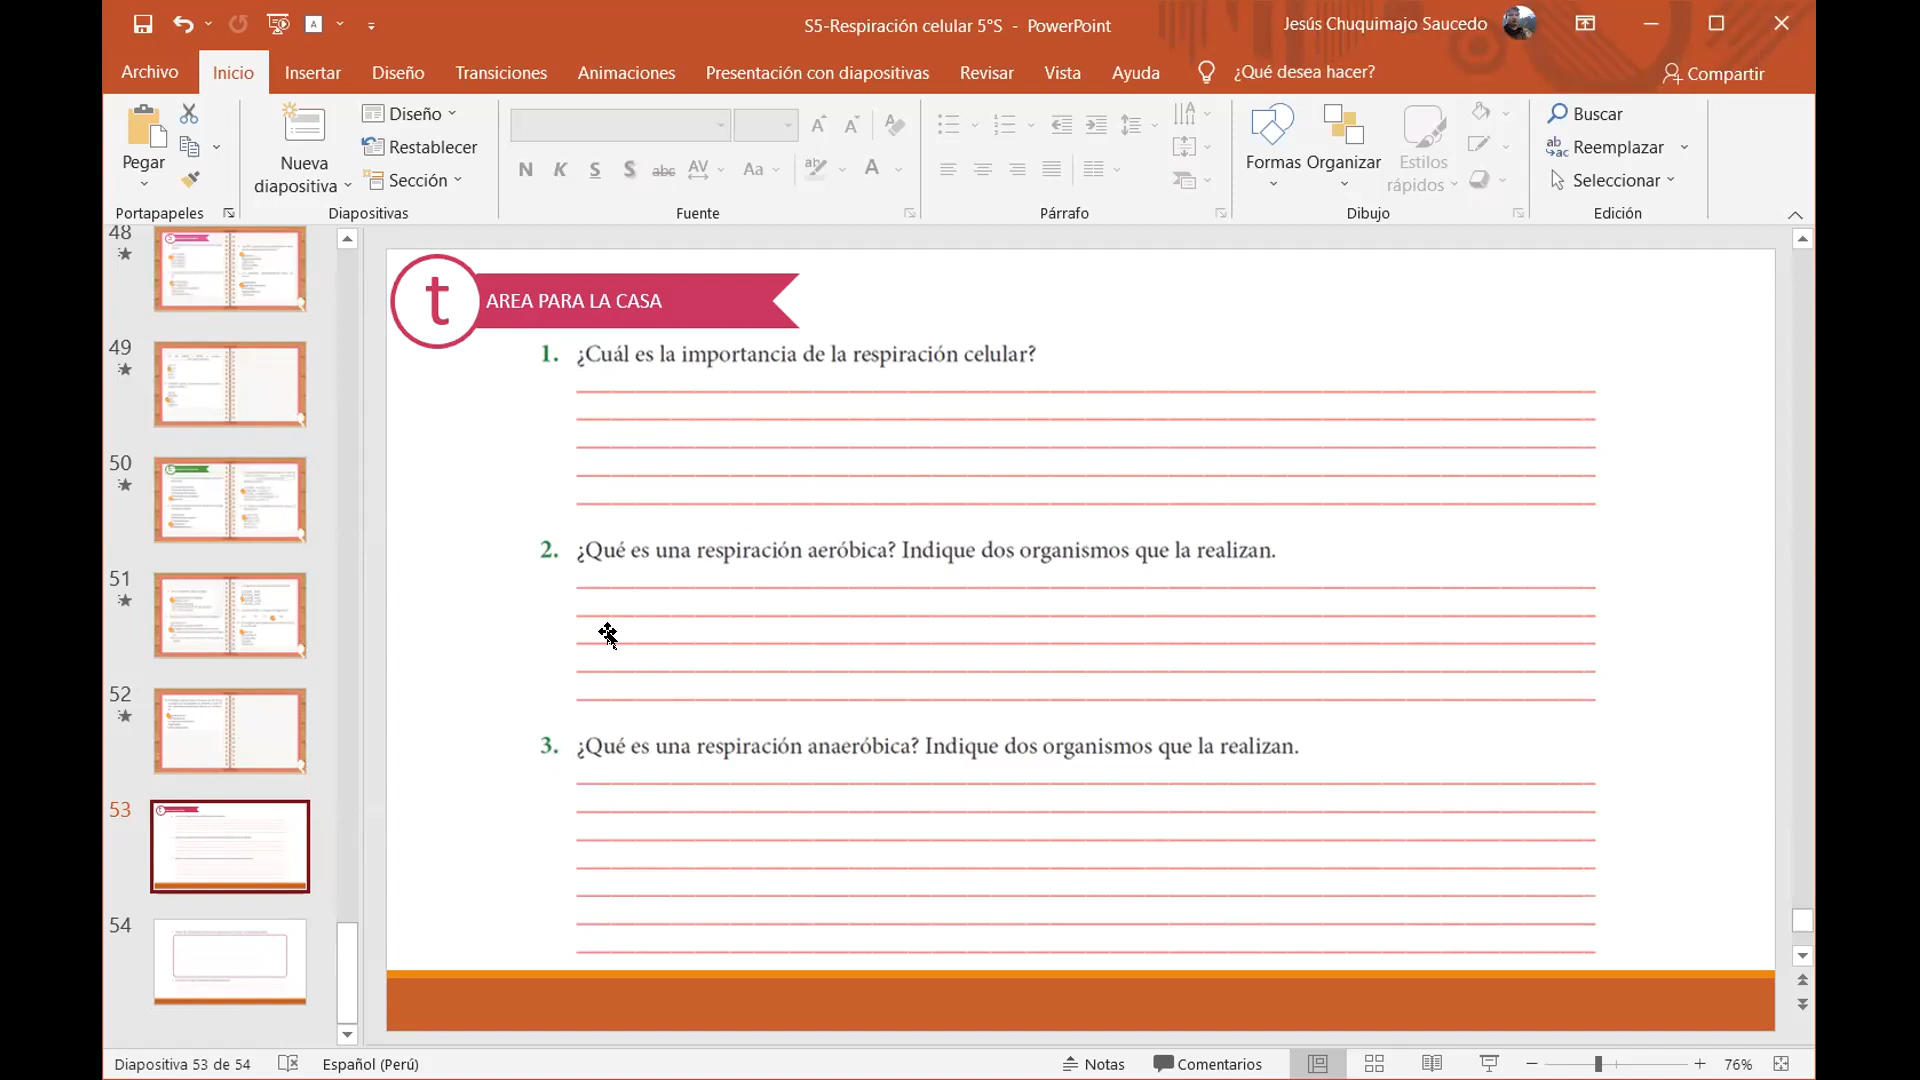 S5-Respiración celular 5°S - PowerPoint
Jesús Chuquimajo Saucedo
Archivo
Inicio
Insertar
Diseño
Transiciones
Animaciones
Presentación con diapositivas
Revisar
Vista
Ayuda
¿Qué desea hacer?
Compartir
Pegar
Portapapeles
Nueva
diapositiva
Diseño
Restablecer
Sección
Diapositivas
N K S S abc AV Aa A
Fuente
Párrafo
Formas
Organizar
Estilos
rápidos
Dibujo
Buscar
Reemplazar
Seleccionar
Edición
48
49
50
51
52
53
54
t
AREA PARA LA CASA
1. ¿Cuál es la importancia de la respiración celular?
2. ¿Qué es una respiración aeróbica? Indique dos organismos que la realizan.
3. ¿Qué es una respiración anaeróbica? Indique dos organismos que la realizan.
Diapositiva 53 de 54
Español (Perú)
Notas
Comentarios
76%